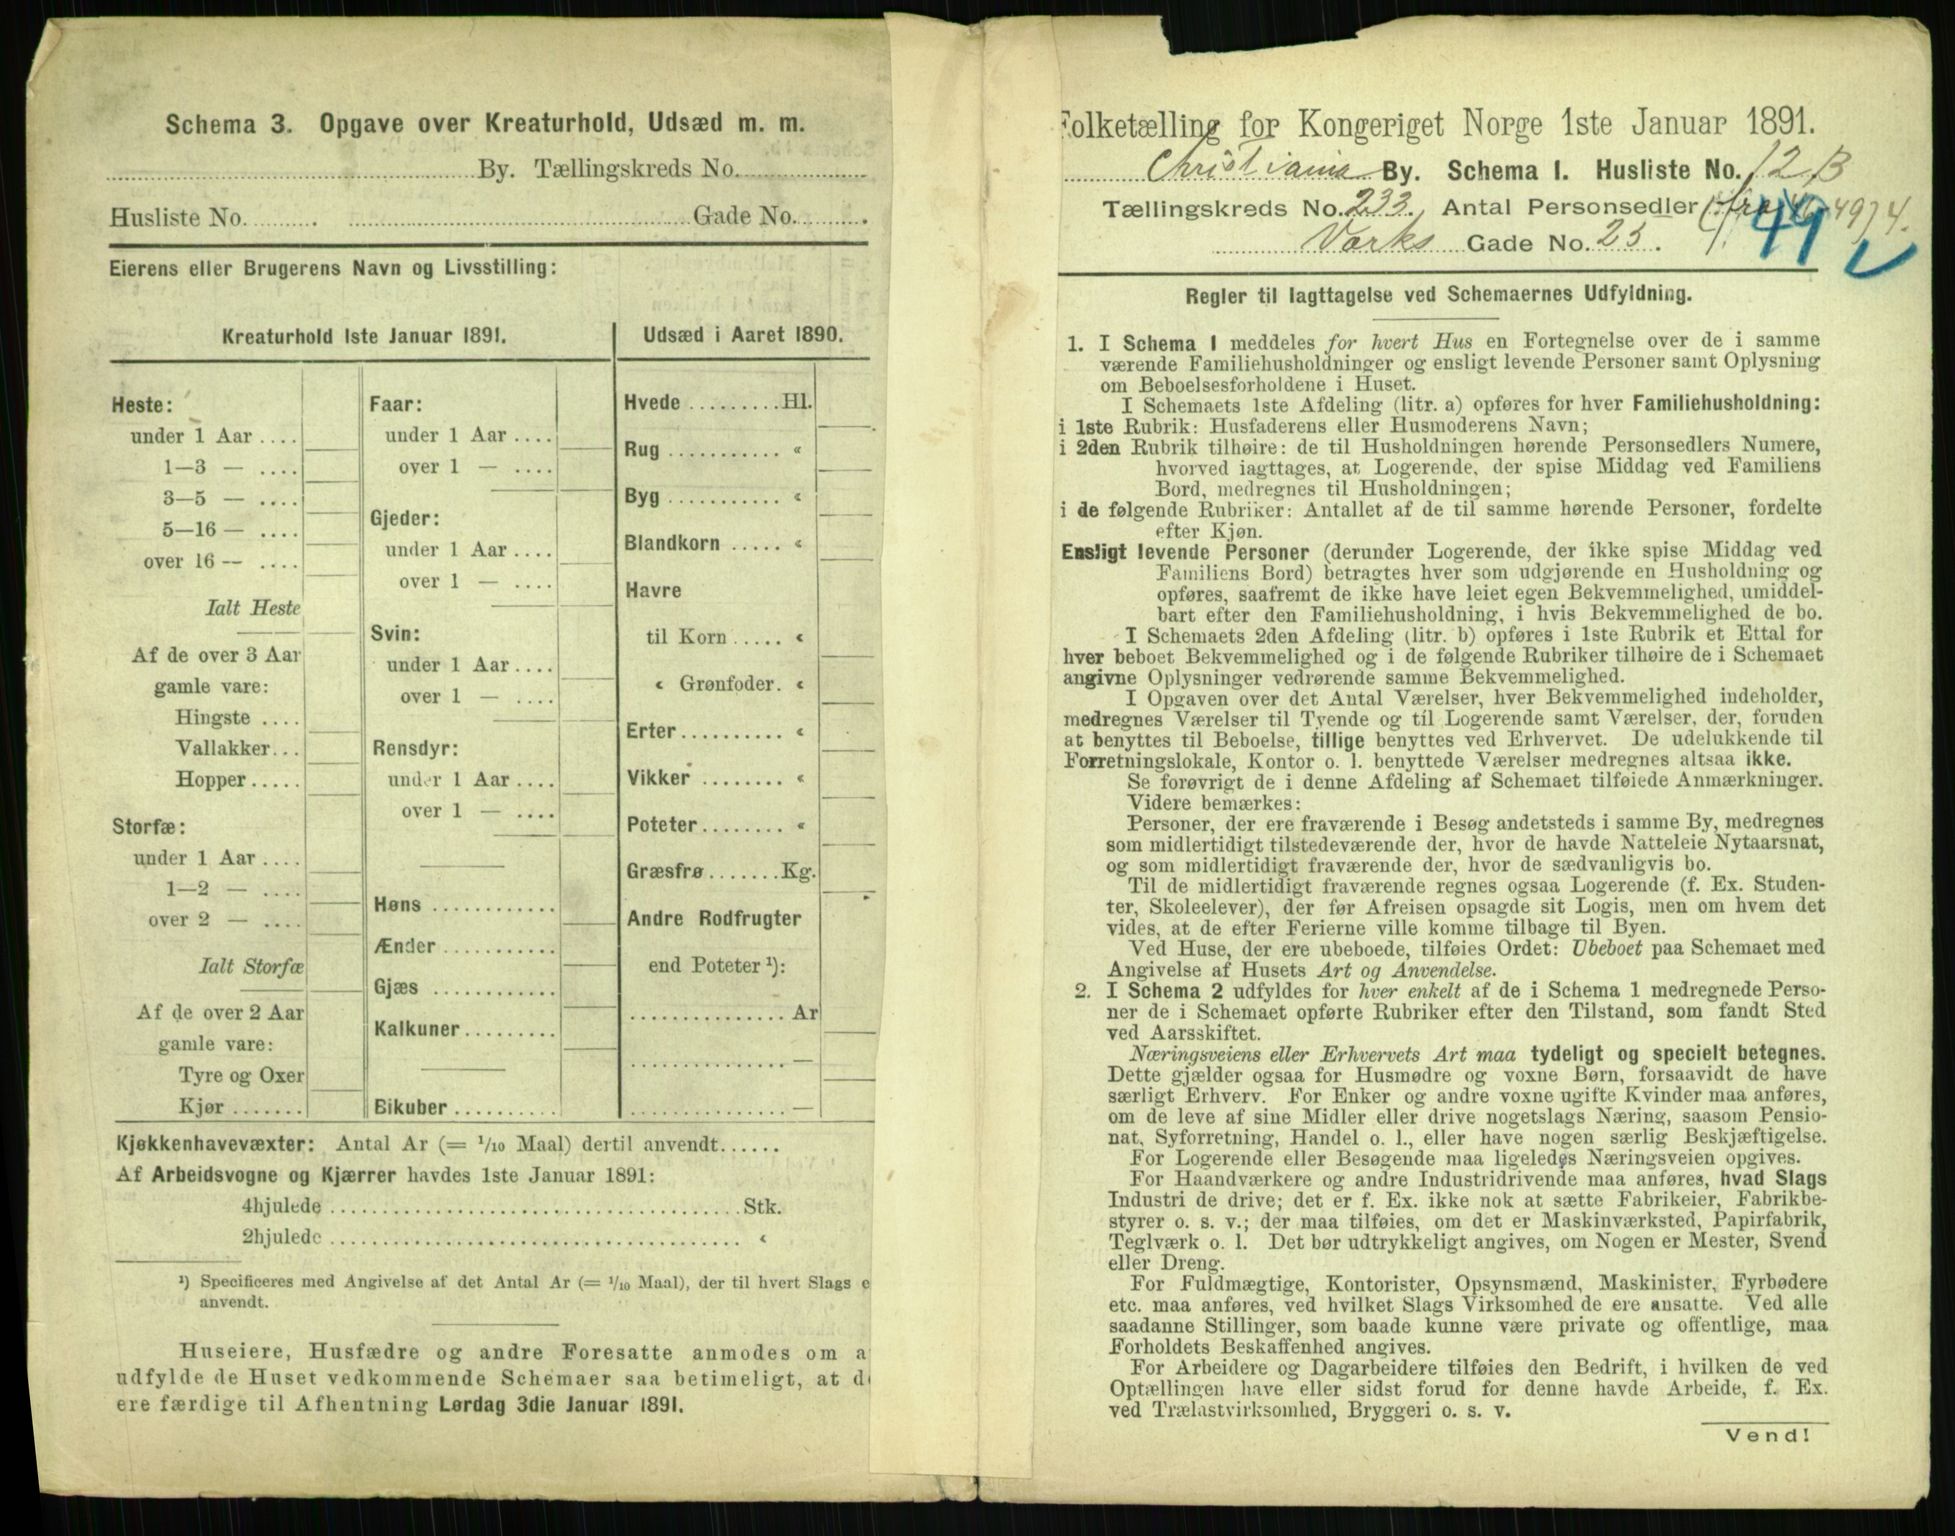 Schema 3. Opgave over Kreaturhold, Udsæd m. m.
By. Tællingskreds No.
Husliste No. Gade No.
Eierens eller Brugerens Navn og Livsstilling:
Kreaturhold 1ste Januar 1891.
Heste:
under 1 Aar
1—3 —
3—5 —
5—16 —
over 16 —
Ialt Heste
Af de over 3 Aar
gamle vare:
Hingste
Vallakker
Hopper
Storfæ:
under 1 Aar
1—2 —
over 2 —
Ialt Storfæ
Af de over 2 Aar
gamle vare:
Tyre og Oxer
Kjør
Faar:
under 1 Aar
over 1 —
Gjeder:
under 1 Aar
over 1 —
Svin:
under 1 Aar
over 1 —
Rensdyr:
under 1 Aar
over 1 —
Høns
Ænder
Gjæs
Kalkuner
Bikuber
Udsæd i Aaret 1890.
Hvede Hl.
Rug «
Byg «
Blandkorn «
Havre
til Korn «
« Grønfoder «
Erter «
Vikker «
Poteter «
Græsfrø Kg.
Andre Rodfrugter
end Poteter ¹):
Ar
—
—
Kjøkkenhavevæxter: Antal Ar (= 1/10 Maal) dertil anvendt
Af Arbeidsvogne og Kjærrer havdes 1ste Januar 1891:
4hjulede Stk.
2hjulede «
¹) Specificeres med Angivelse af det Antal Ar (= 1/10 Maal), der til hvert Slags e
anvendt.
Huseiere, Husfædre og andre Foresatte anmodes om a
udfylde de Huset vedkommende Schemaer saa betimeligt, at d
ere færdige til Afhentning Lørdag 3die Januar 1891.
Folketælling for Kongeriget Norge 1ste Januar 1891.
Christiania By. Schema I. Husliste No. 12B
Tællingskreds No. 233. Antal Personsedler 4. 49
Værks Gade No. 23.
Regler til Iagttagelse ved Schemaernes Udfyldning.
1. I Schema I meddeles for hvert Hus en Fortegnelse over de i samme
værende Familiehusholdninger og ensligt levende Personer samt Oplysning
om Beboelsesforholdene i Huset.
I Schemaets 1ste Afdeling (litr. a) opføres for hver Familiehusholdning:
i 1ste Rubrik: Husfaderens eller Husmoderens Navn;
i 2den Rubrik tilhøire: de til Husholdningen hørende Personsedlers Numere,
hvorved iagttages, at Logerende, der spise Middag ved Familiens
Bord, medregnes til Husholdningen;
i de følgende Rubriker: Antallet af de til samme hørende Personer, fordelte
efter Kjøn.
Ensligt levende Personer (derunder Logerende, der ikke spise Middag ved
Familiens Bord) betragtes hver som udgjørende en Husholdning og
opføres, saafremt de ikke have leiet egen Bekvemmelighed, umiddel-
bart efter den Familiehusholdning, i hvis Bekvemmelighed de bo.
I Schemaets 2den Afdeling (litr. b) opføres i 1ste Rubrik et Ettal for
hver beboet Bekvemmelighed og i de følgende Rubriker tilhøire de i Schemaet
angivne Oplysninger vedrørende samme Bekvemmelighed.
I Opgaven over det Antal Værelser, hver Bekvemmelighed indeholder,
medregnes Værelser til Tyende og til Logerende samt Værelser, der, foruden
at benyttes til Beboelse, tillige benyttes ved Erhvervet. De udelukkende til
Forretningslokale, Kontor o. l. benyttede Værelser medregnes altsaa ikke.
Se forøvrigt de i denne Afdeling af Schemaet tilføiede Anmærkninger.
Videre bemærkes:
Personer, der ere fraværende i Besøg andetsteds i samme By, medregnes
som midlertidigt tilstedeværende der, hvor de havde Natteleie Nytaarsnat,
og som midlertidigt fraværende der, hvor de sædvanligvis bo.
Til de midlertidigt fraværende regnes ogsaa Logerende (f. Ex. Studen-
ter, Skoleelever), der før Afreisen opsagde sit Logis, men om hvem det
vides, at de efter Ferierne ville komme tilbage til Byen.
Ved Huse, der ere ubeboede, tilføies Ordet: Ubeboet paa Schemaet med
Angivelse af Husets Art og Anvendelse.
2. I Schema 2 udfyldes for hver enkelt af de i Schema 1 medregnede Perso-
ner de i Schemaet opførte Rubriker efter den Tilstand, som fandt Sted
ved Aarsskiftet.
Næringsveiens eller Erhvervets Art maa tydeligt og specielt betegnes.
Dette gjælder ogsaa for Husmødre og voxne Børn, forsaavidt de have
særligt Erhverv. For Enker og andre voxne ugifte Kvinder maa anføres,
om de leve af sine Midler eller drive nogetslags Næring, saasom Pensio-
nat, Syforretning, Handel o. l., eller have nogen særlig Beskjæftigelse.
For Logerende eller Besøgende maa ligeledes Næringsveien opgives.
For Haandværkere og andre Industridrivende maa anføres, hvad Slags
Industri de drive; det er f. Ex. ikke nok at sætte Fabrikeier, Fabrikbe-
styrer o. s. v.; der maa tilføies, om det er Maskinværksted, Papirfabrik,
Teglværk o. l. Det bør udtrykkeligt angives, om Nogen er Mester, Svend
eller Dreng.
For Fuldmægtige, Kontorister, Opsynsmænd, Maskinister, Fyrbødere
etc. maa anføres, ved hvilket Slags Virksomhed de ere ansatte. Ved alle
saadanne Stillinger, som baade kunne være private og offentlige, maa
Forholdets Beskaffenhed angives.
For Arbeidere og Dagarbeidere tilføies den Bedrift, i hvilken de ved
Optællingen have eller sidst forud for denne havde Arbeide, f. Ex.
ved Trælastvirksomhed, Bryggeri o. s. v.
Vend!